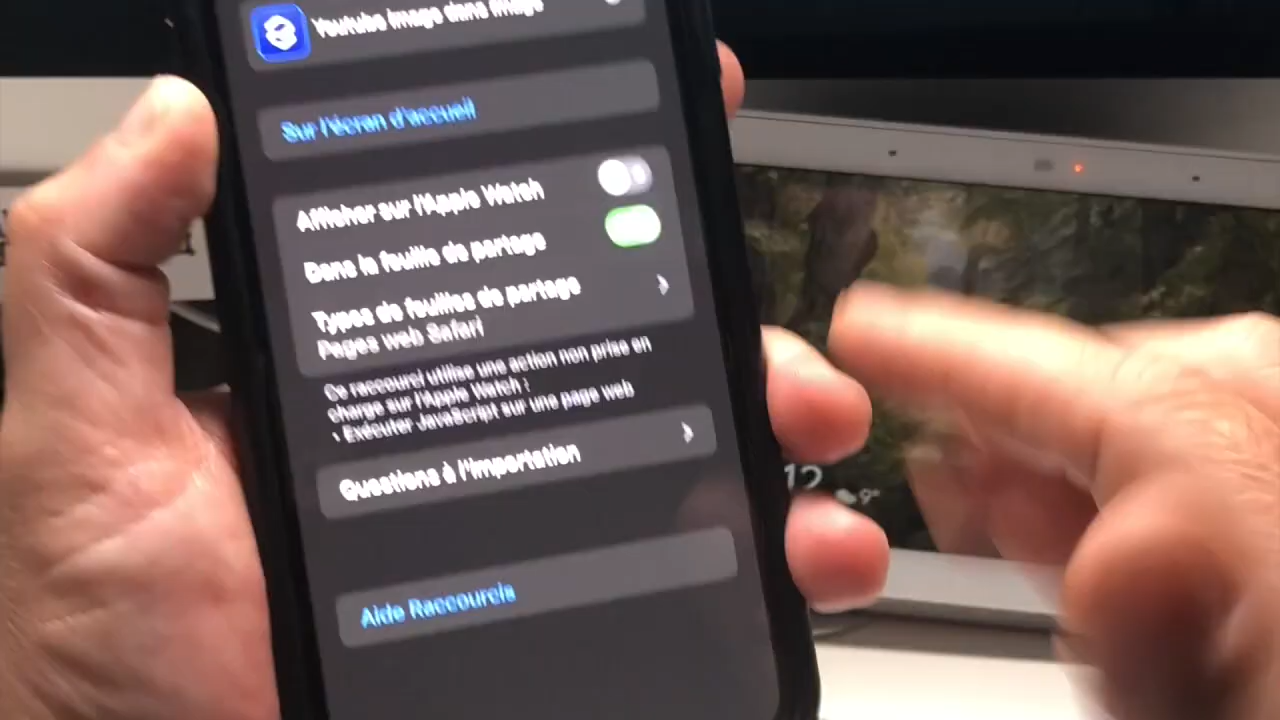 Youtube image dans image
Sur l'écran d'accueil
Afficher sur l'Apple Watch
Dans la feuille de partage
Types de feuilles de partage
Pages web Safari
Ce raccourci utilise une action non prise en
charge sur l'Apple Watch :
• Exécuter JavaScript sur une page web
Questions à l'importation
Aide Raccourcis
12
9°